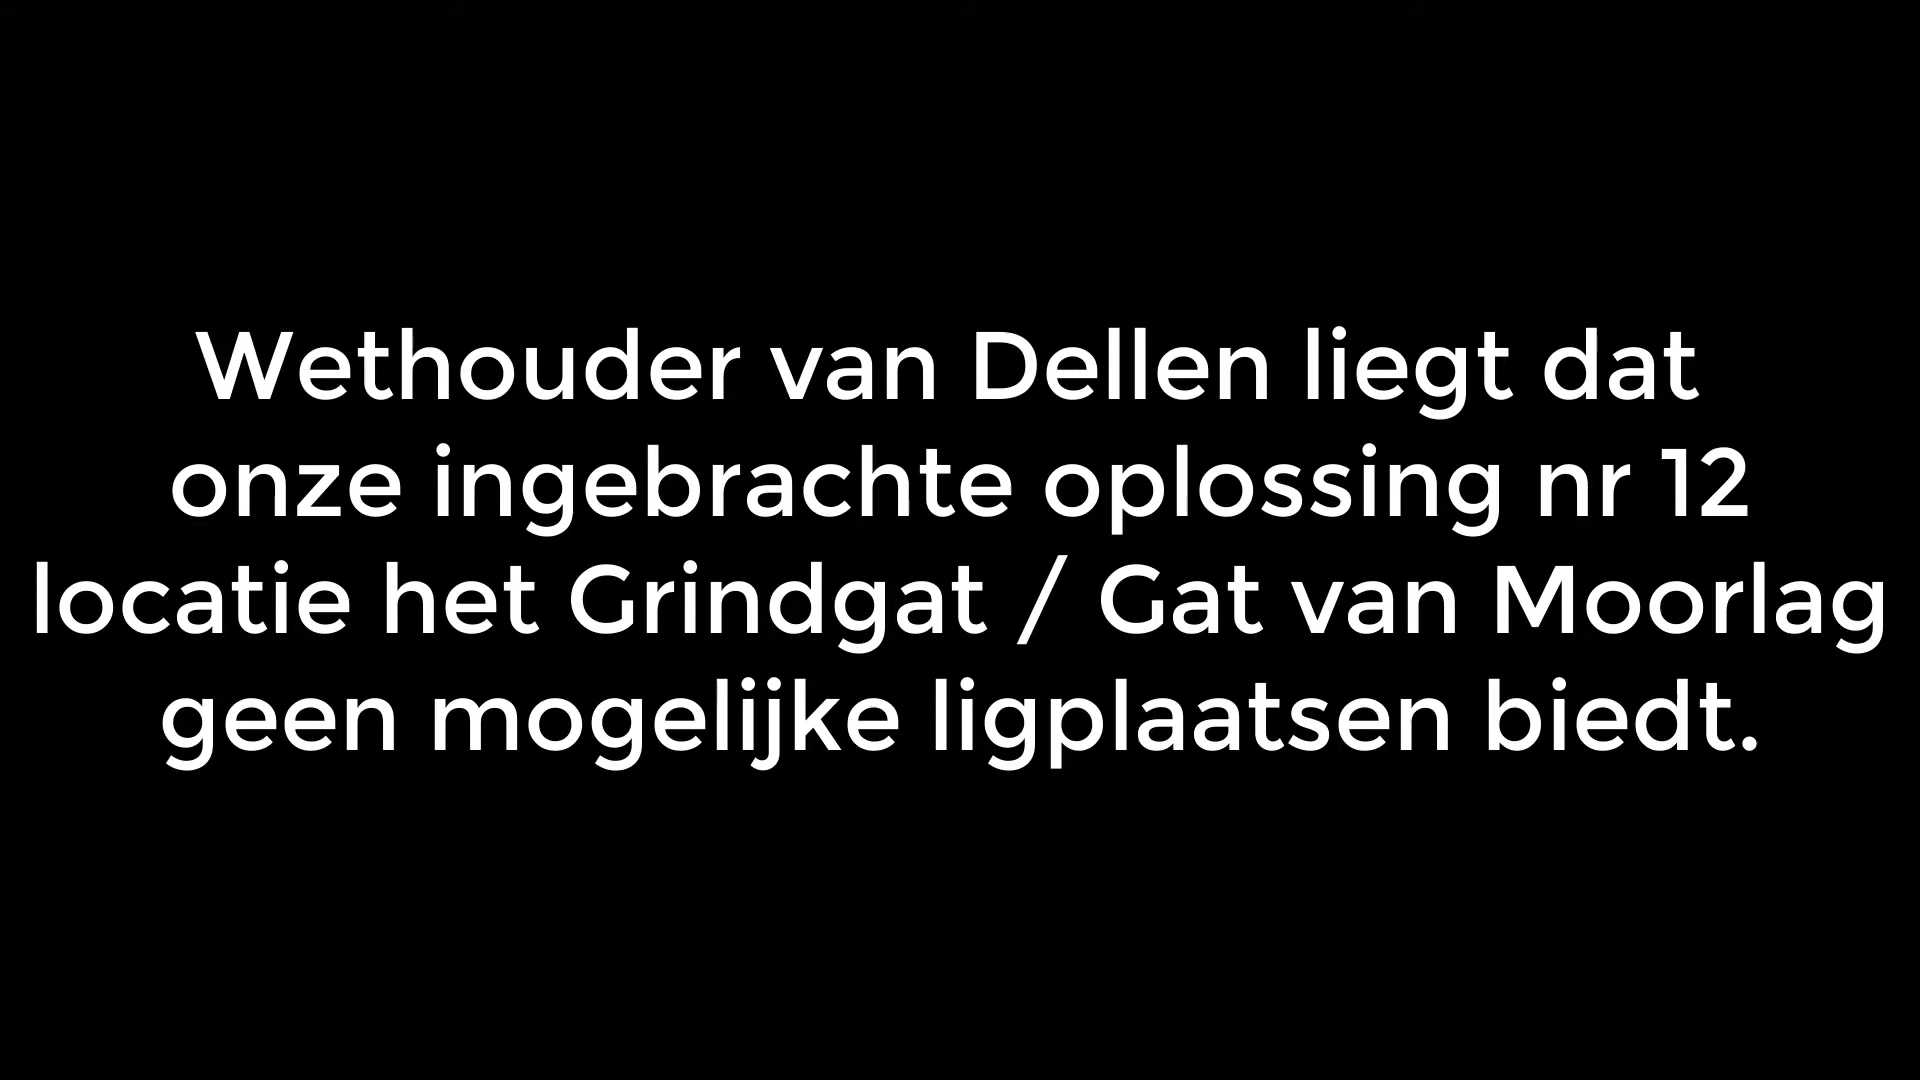 Wethouder van Dellen liegt dat
onze ingebrachte oplossing nr 12
locatie het Grindgat / Gat van Moorlag
geen mogelijke ligplaatsen biedt.